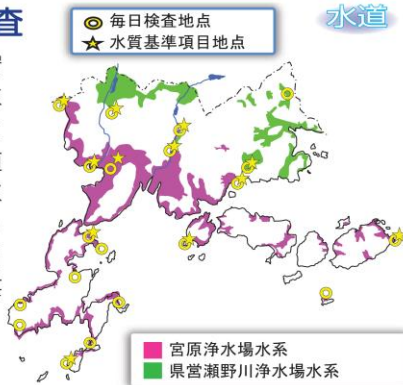 査
毎日検査地点
水質基準項目地点
水道
宮原浄水場水系
県営瀬野川浄水場水系